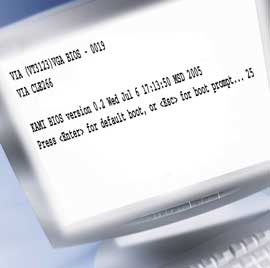 VIA (VT3123)VGA BIOS - 0019
VIA CLE266
KAMI BIOS version 0.2 Wed Jul 6 17:13:50 MSD 2005
Press <Enter> for default boot, or <Esc> for boot prompt... 25